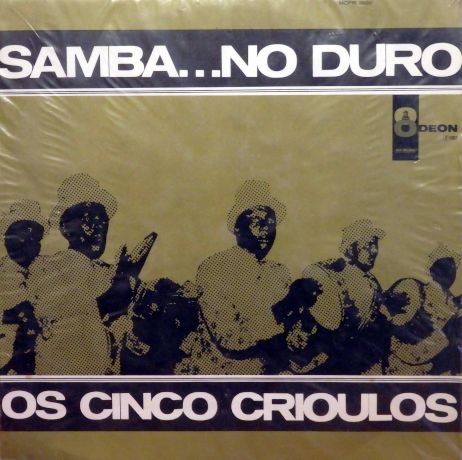 SAMBA...NO DURO
ODEON
OS CINCO CRIOULOS